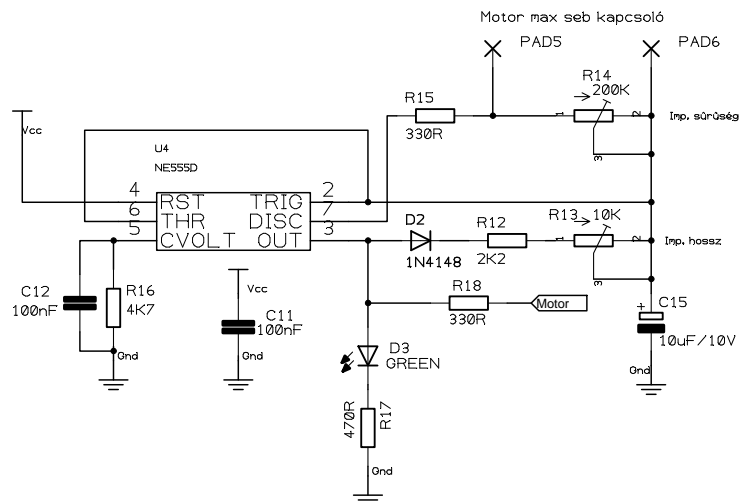 Motor max seb kapcsoló
PAD5
PAD6
R14
200K
R15
330R
1
2
3
Imp. sűrűség
Vcc
U4
NE555D
4
RST
TRIG
2
6
THR
DISC
7
5
CVOLT
OUT
3
D2
1N4148
R12
2K2
R13
10K
1
2
3
Imp. hossz
C12
100nF
R16
4K7
Gnd
Vcc
C11
100nF
R18
330R
Motor
+
C15
10uF/10V
Gnd
D3
GREEN
470R
R17
Gnd